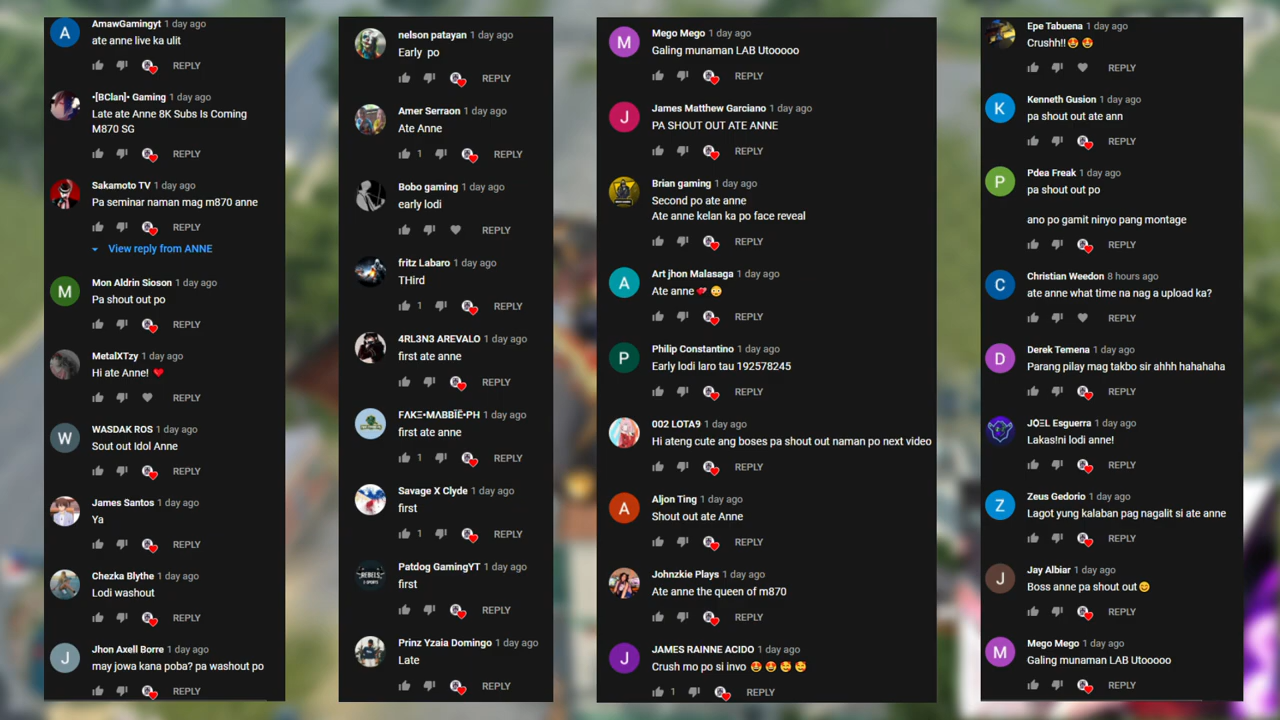 AmawGamingyt 1 day ago
ate anne live ka ulit
REPLY
•[BClan]• Gaming 1 day ago
Late ate Anne 8K Subs Is Coming
M870 SG
REPLY
Sakamoto TV 1 day ago
Pa seminar naman mag m870 anne
REPLY
View reply from ANNE
M
Mon Aldrin Sioson 1 day ago
Pa shout out po
REPLY
MetalXTzy 1 day ago
Hi ate Anne! ❤
REPLY
W
WASDAK ROS 1 day ago
Sout out Idol Anne
REPLY
James Santos 1 day ago
Ya
REPLY
Chezka Blythe 1 day ago
Lodi washout
REPLY
J
Jhon Axell Borre 1 day ago
may jowa kana poba? pa washout po
REPLY
nelson patayan 1 day ago
Early po
REPLY
Amer Serraon 1 day ago
Ate Anne
1 REPLY
Bobo gaming 1 day ago
early lodi
REPLY
fritz Labaro 1 day ago
THird
1 REPLY
4RL3N3 AREVALO 1 day ago
first ate anne
REPLY
FΛKΞ•MABBÏË•PH 1 day ago
first ate anne
1 REPLY
Savage X Clyde 1 day ago
first
1 REPLY
REBELS
Patdog GamingYT 1 day ago
first
REPLY
Prinz Yzaia Domingo 1 day ago
Late
REPLY
M
Mego Mego 1 day ago
Galing munaman LAB Utooooo
REPLY
J
James Matthew Garciano 1 day ago
PA SHOUT OUT ATE ANNE
REPLY
Brian gaming 1 day ago
Second po ate anne
Ate anne kelan ka po face reveal
REPLY
A
Art jhon Malasaga 1 day ago
Ate anne 💕 😳
REPLY
P
Philip Constantino 1 day ago
Early lodi laro tau 192578245
REPLY
002 LOTA9 1 day ago
Hi ateng cute ang boses pa shout out naman po next video
REPLY
A
Aljon Ting 1 day ago
Shout out ate Anne
REPLY
Johnzkie Plays 1 day ago
Ate anne the queen of m870
REPLY
J
JAMES RAINNE ACIDO 1 day ago
Crush mo po si invo 😍 😍 🥰 🥰
1 REPLY
Epe Tabuena 1 day ago
Crushh!!😍 😍
REPLY
K
Kenneth Gusion 1 day ago
pa shout out ate ann
REPLY
P
Pdea Freak 1 day ago
pa shout out po
ano po gamit ninyo pang montage
REPLY
C
Christian Weedon 8 hours ago
ate anne what time na nag a upload ka?
REPLY
D
Derek Temena 1 day ago
Parang pilay mag takbo sir ahhh hahahaha
REPLY
JOΞL Esguerra 1 day ago
Lakas!ni lodi anne!
REPLY
Z
Zeus Gedorio 1 day ago
Lagot yung kalaban pag nagalit si ate anne
REPLY
J
Jay Albiar 1 day ago
Boss anne pa shout out😊
REPLY
M
Mego Mego 1 day ago
Galing munaman LAB Utooooo
REPLY